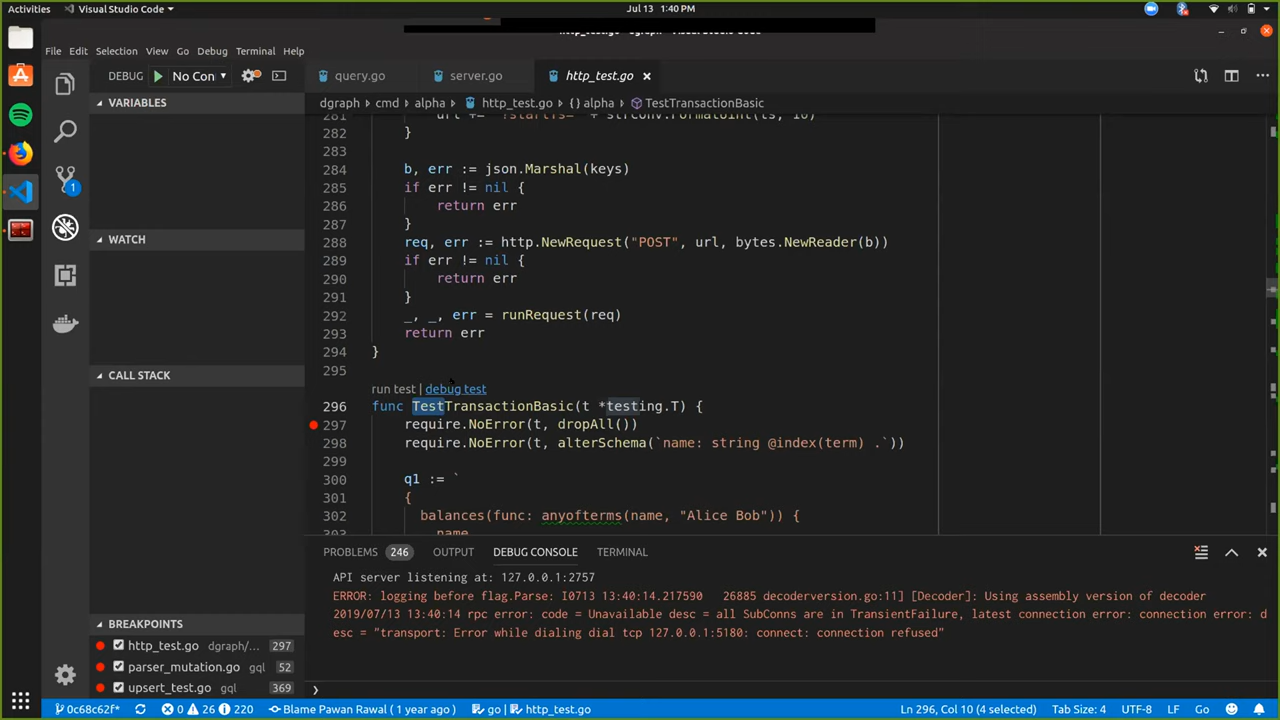 Activities
Visual Studio Code
Jul 13 1:40 PM
File Edit Selection View Go Debug Terminal Help
DEBUG No Con
VARIABLES
WATCH
CALL STACK
BREAKPOINTS
http_test.go dgraph/... 297
parser_mutation.go gql 52
upsert_test.go gql 369
1
query.go server.go http_test.go
dgraph cmd alpha http_test.go {} alpha TestTransactionBasic
281
282 }
283
284 b, err := json.Marshal(keys)
285 if err != nil {
286 return err
287 }
288 req, err := http.NewRequest("POST", url, bytes.NewReader(b))
289 if err != nil {
290 return err
291 }
292 _, _, err = runRequest(req)
293 return err
294 }
295
run test | debug test
296 func TestTransactionBasic(t *testing.T) {
297 require.NoError(t, dropAll())
298 require.NoError(t, alterSchema(`name: string @index(term) .`))
299
300 q1 := `
301 {
302 balances(func: anyofterms(name, "Alice Bob")) {
303 name
PROBLEMS 246 OUTPUT DEBUG CONSOLE TERMINAL
API server listening at: 127.0.0.1:2757
ERROR: logging before flag.Parse: I0713 13:40:14.217590 26885 decoderversion.go:11] [Decoder]: Using assembly version of decoder
2019/07/13 13:40:14 rpc error: code = Unavailable desc = all SubConns are in TransientFailure, latest connection error: connection error: d
esc = "transport: Error while dialing dial tcp 127.0.0.1:5180: connect: connection refused"
0c68c62f* 0 26 220 Blame Pawan Rawal ( 1 year ago ) go | http_test.go Ln 296, Col 10 (4 selected) Tab Size: 4 UTF-8 LF Go